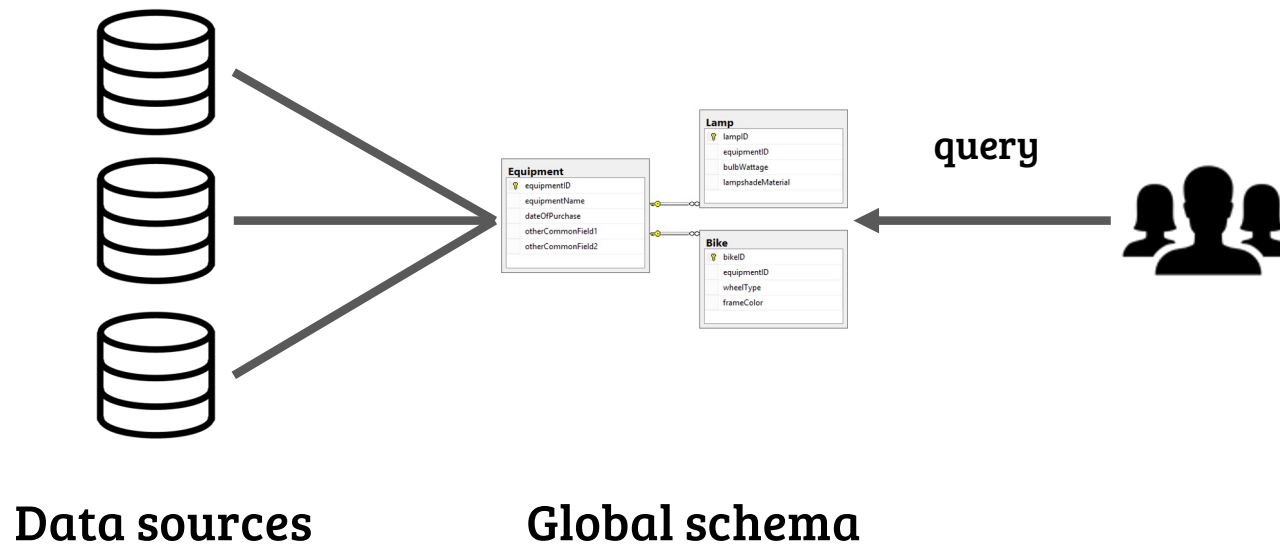 Equipment
equipmentID
equipmentName
dateOfPurchase
otherCommonField1
otherCommonField2
Lamp
lampID
equipmentID
bulbWattage
lampshadeMaterial
Bike
bikeID
equipmentID
wheelType
frameColor
query
Data sources
Global schema